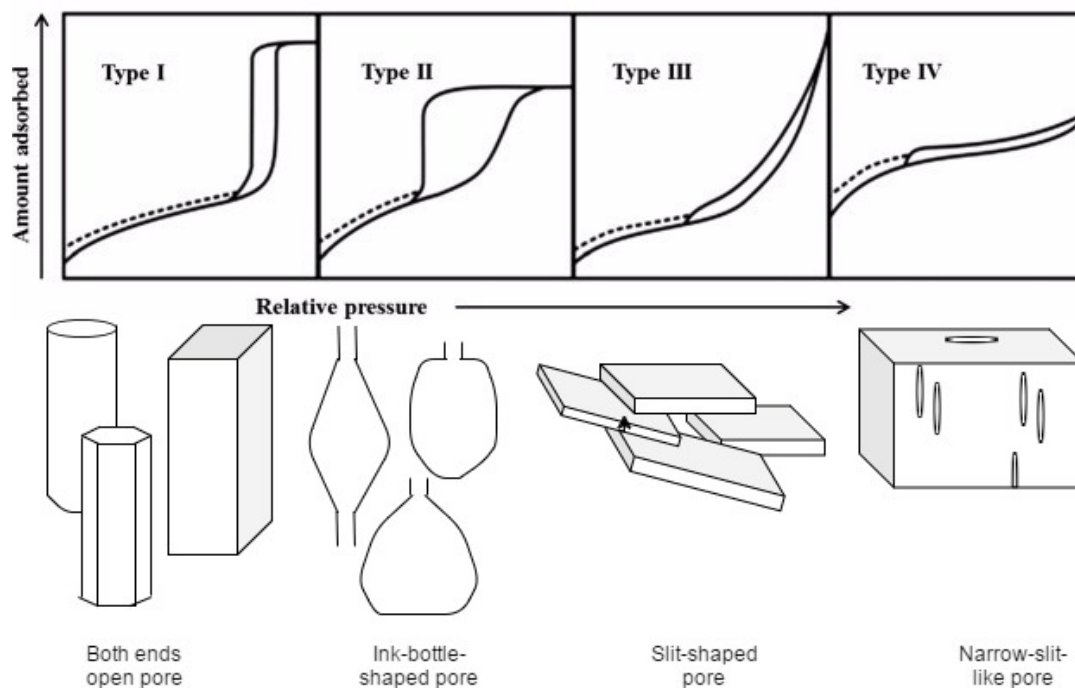 Type I
Type II
Type III
Type IV
Amount adsorbed
Relative pressure
Both ends
open pore
Ink-bottle-
shaped pore
Slit-shaped
pore
Narrow-slit-
like pore